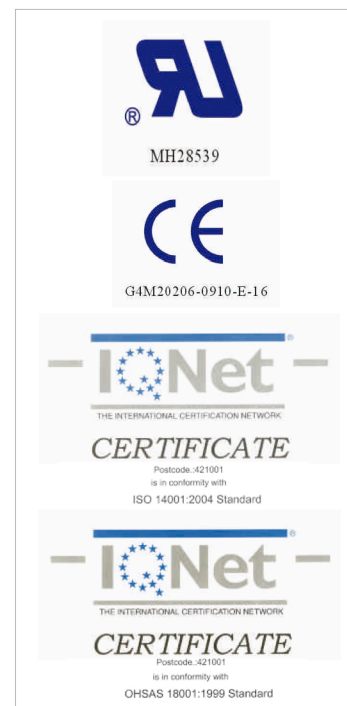 ®
MH28539
CE
G4M20206-0910-E-16
®
IQNet
THE INTERNATIONAL CERTIFICATION NETWORK
CERTIFICATE
Postcode.:421001
is in conformity with
ISO 14001:2004 Standard
®
IQNet
THE INTERNATIONAL CERTIFICATION NETWORK
CERTIFICATE
Postcode.:421001
is in conformity with
OHSAS 18001:1999 Standard